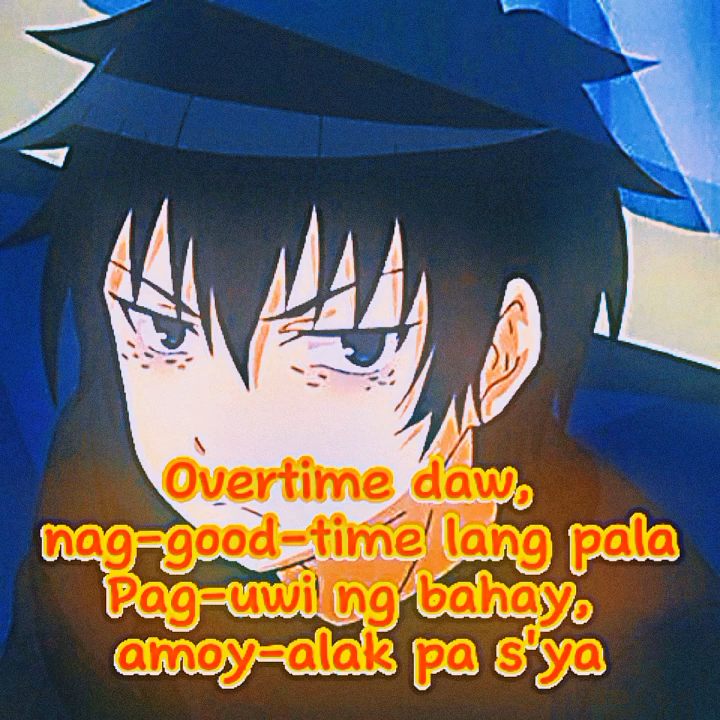 Overtime daw,
nag-good-time lang pala
Pag-uwi ng bahay,
amoy-alak pa s'ya